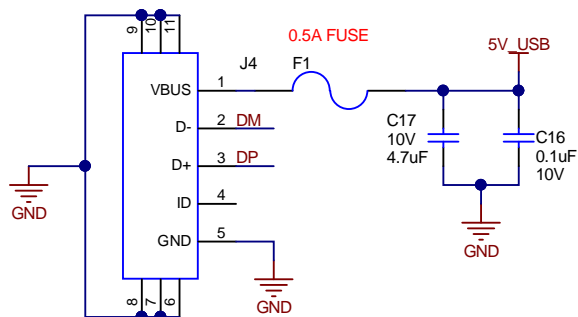 9 10 11
0.5A FUSE
5V_USB
J4
F1
VBUS 1
D- 2 DM
D+ 3 DP
ID 4
GND 5
C17
10V
4.7uF
C16
0.1uF
10V
GND
GND
GND
8 7 6